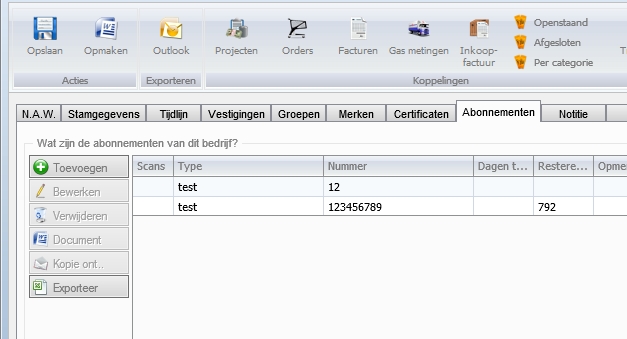 Opslaan
Opmaken
Outlook
Projecten
Orders
Facturen
Gas metingen
Inkoop-
factuur
Openstaand
Afgesloten
Per categorie
Acties
Exporteren
Koppelingen
N.A.W.
Stamgegevens
Tijdlijn
Vestigingen
Groepen
Merken
Certificaten
Abonnementen
Notitie
Wat zijn de abonnementen van dit bedrijf?
Toevoegen
Bewerken
Verwijderen
Document
Kopie ont..
Exporteer
Scans Type Nummer Dagen t... Restere... Opme
test 12
test 123456789 792